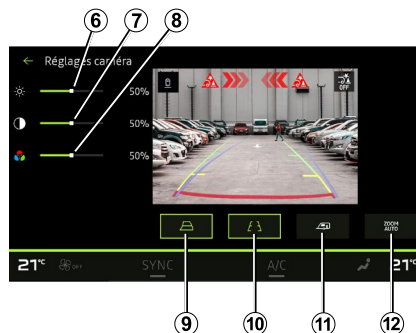 6 7 8
Réglages caméra
OFF
50%
50%
50%
ZOOM AUTO
21°C OFF SYNC A/C 21°C
9 10 11 12